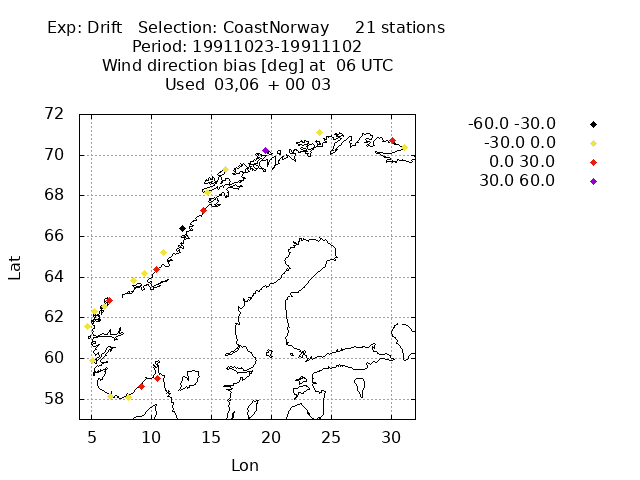 Exp: Drift Selection: CoastNorway 21 stations
Period: 19911023-19911102
Wind direction bias [deg] at 06 UTC
Used 03,06 + 00 03
72
70
68
66
64
62
60
58
5 10 15 20 25 30
Lat
Lon
-60.0 -30.0
-30.0 0.0
0.0 30.0
30.0 60.0